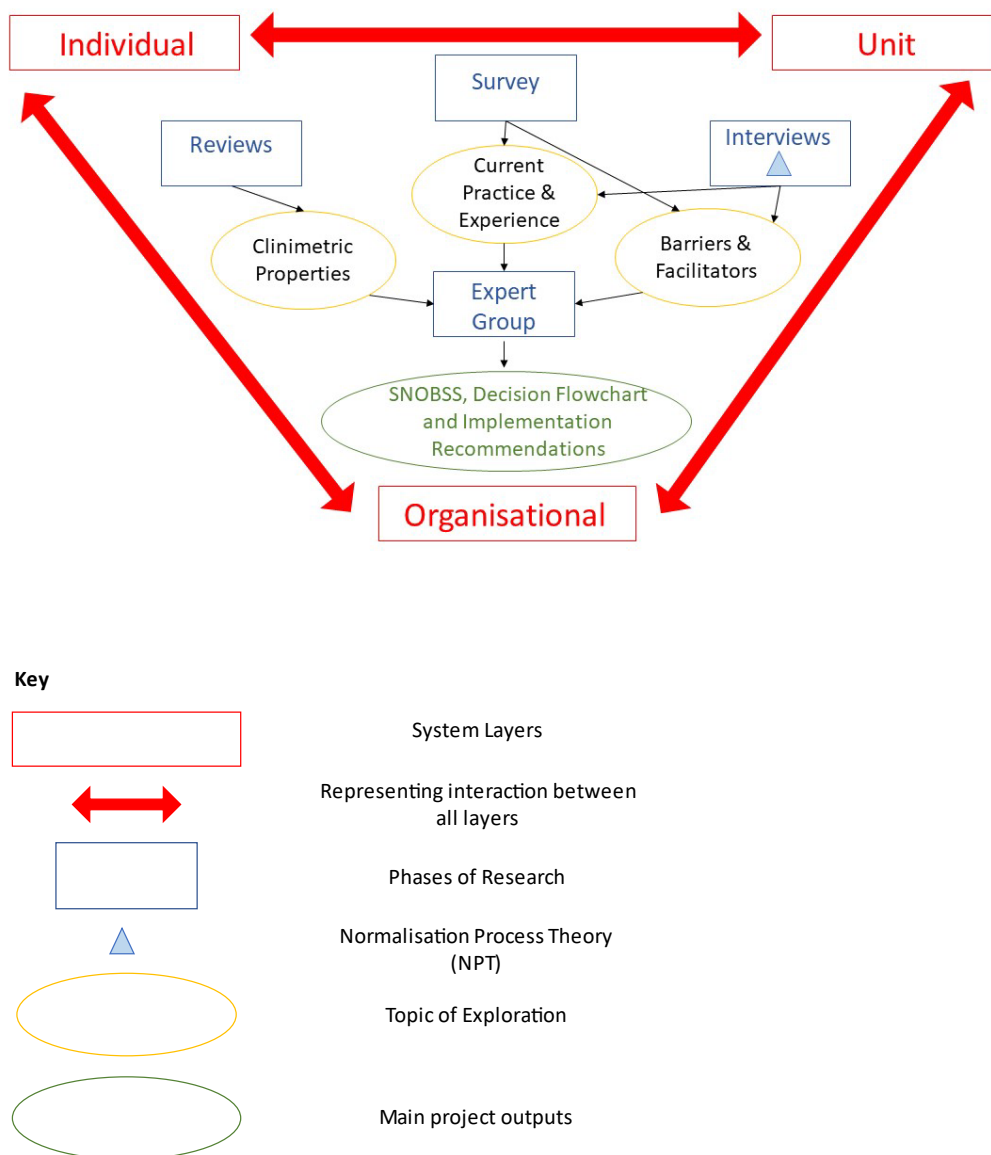 Individual
Unit
Survey
Reviews
Interviews
Current
Practice &
Experience
Clinimetric
Properties
Barriers &
Facilitators
Expert
Group
SNOBSS, Decision Flowchart
and Implementation
Recommendations
Organisational
Key
System Layers
Representing interaction between
all layers
Phases of Research
Normalisation Process Theory
(NPT)
Topic of Exploration
Main project outputs